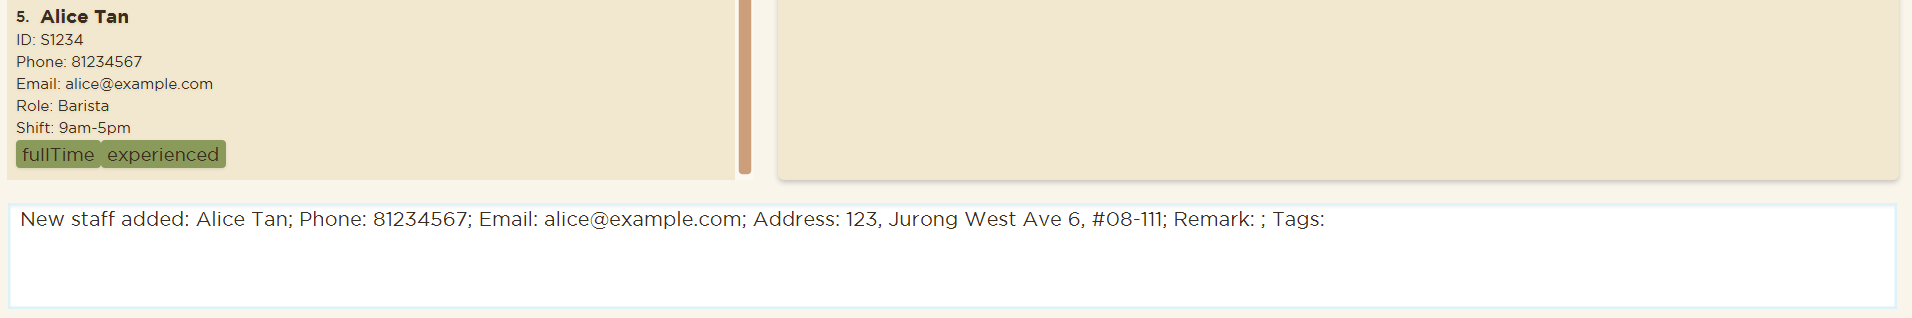 5. Alice Tan
ID: S1234
Phone: 81234567
Email: alice@example.com
Role: Barista
Shift: 9am-5pm
fullTime experienced
New staff added: Alice Tan; Phone: 81234567; Email: alice@example.com; Address: 123, Jurong West Ave 6, #08-111; Remark: ; Tags: